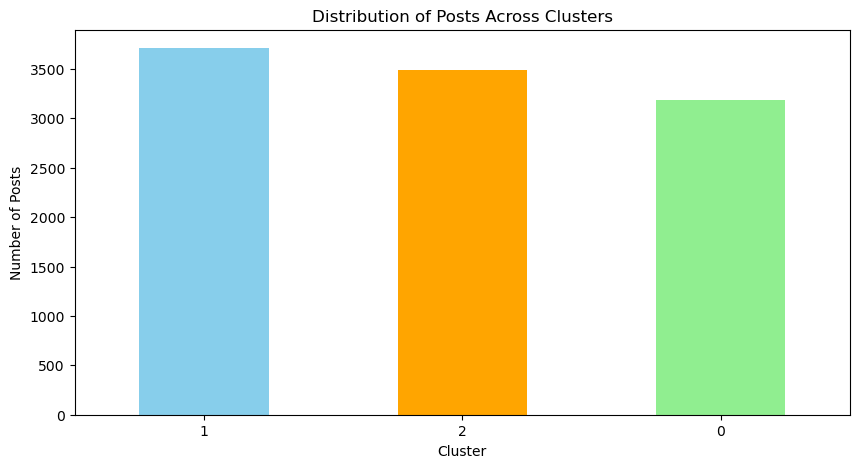 Distribution of Posts Across Clusters
Number of Posts
3500
3000
2500
2000
1500
1000
500
0
1 2 0
Cluster